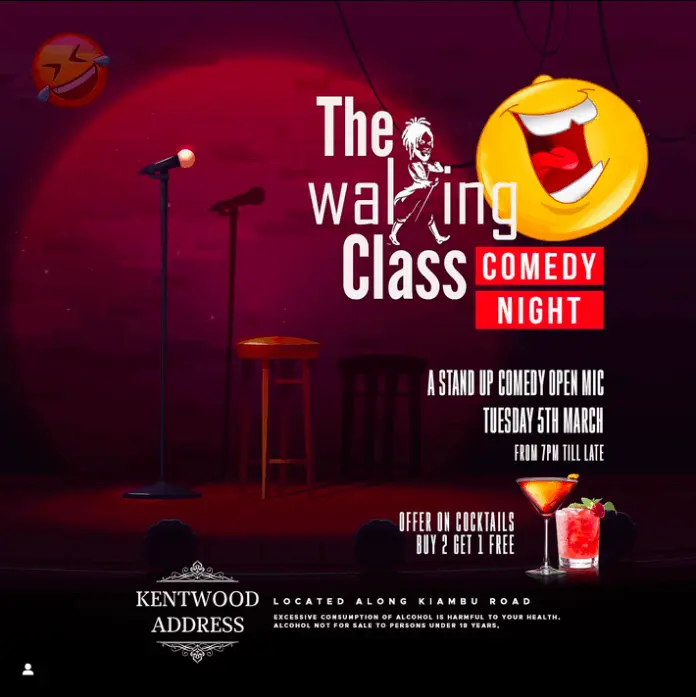 The
walking
Class
COMEDY
NIGHT
A STAND UP COMEDY OPEN MIC
TUESDAY 5TH MARCH
FROM 7PM TILL LATE
OFFER ON COCKTAILS
BUY 2 GET 1 FREE
KENTWOOD
ADDRESS
LOCATED ALONG KIAMBU ROAD
EXCESSIVE CONSUMPTION OF ALCOHOL IS HARMFUL TO YOUR HEALTH.
ALCOHOL NOT FOR SALE TO PERSONS UNDER 18 YEARS.